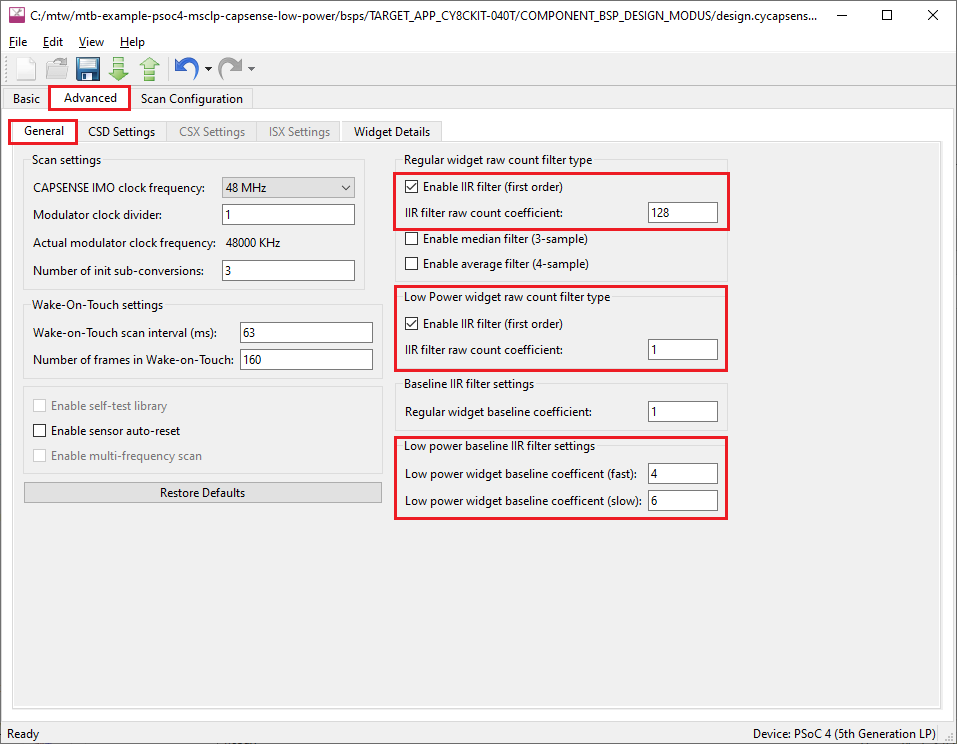 C:/mtw/mtb-example-psoc4-msclp-capsense-low-power/bsps/TARGET_APP_CY8CKIT-040T/COMPONENT_BSP_DESIGN_MODUS/design.cycapsens...
File Edit View Help
Basic Advanced Scan Configuration
General CSD Settings CSX Settings ISX Settings Widget Details
Scan settings
CAPSENSE IMO clock frequency: 48 MHz
Modulator clock divider: 1
Actual modulator clock frequency: 48000 KHz
Number of init sub-conversions: 3
Wake-On-Touch settings
Wake-on-Touch scan interval (ms): 63
Number of frames in Wake-on-Touch: 160
Enable self-test library
Enable sensor auto-reset
Enable multi-frequency scan
Restore Defaults
Regular widget raw count filter type
Enable IIR filter (first order)
IIR filter raw count coefficient: 128
Enable median filter (3-sample)
Enable average filter (4-sample)
Low Power widget raw count filter type
Enable IIR filter (first order)
IIR filter raw count coefficient: 1
Baseline IIR filter settings
Regular widget baseline coefficient: 1
Low power baseline IIR filter settings
Low power widget baseline coefficent (fast): 4
Low power widget baseline coefficent (slow): 6
Ready Device: PSoC 4 (5th Generation LP)